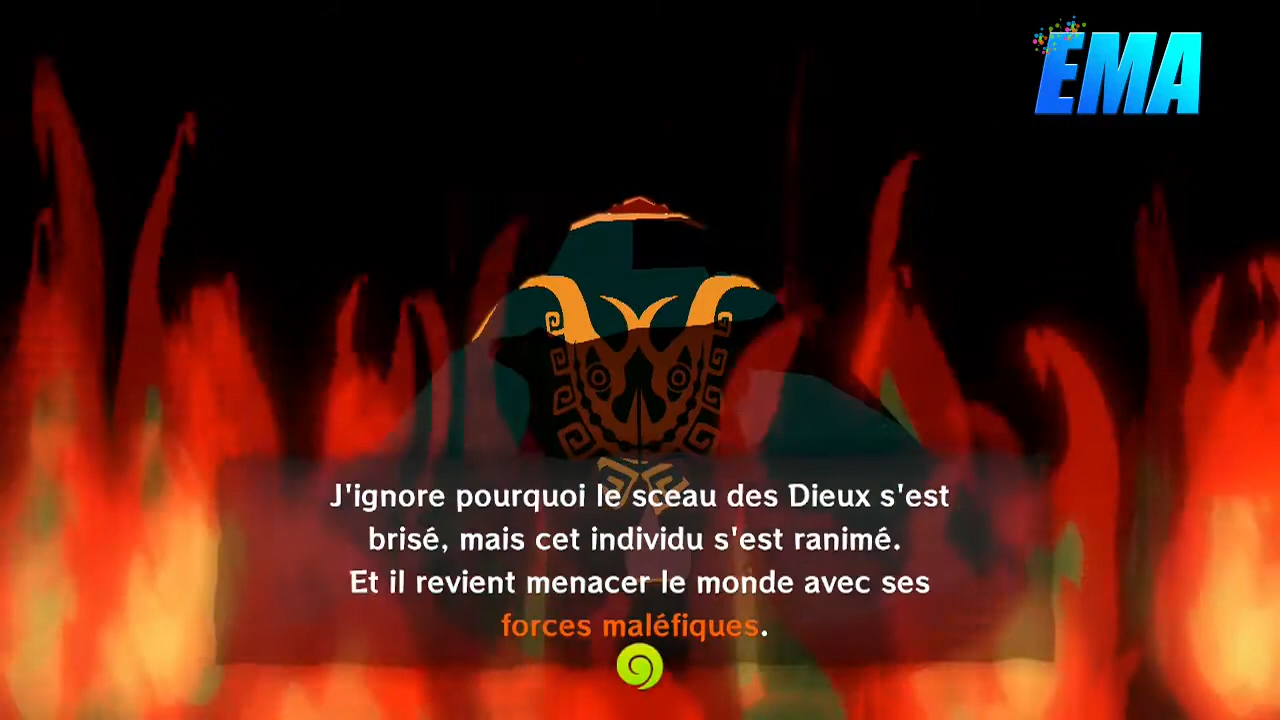 EMA
J'ignore pourquoi le sceau des Dieux s'est
brisé, mais cet individu s'est ranimé.
Et il revient menacer le monde avec ses
forces maléfiques.